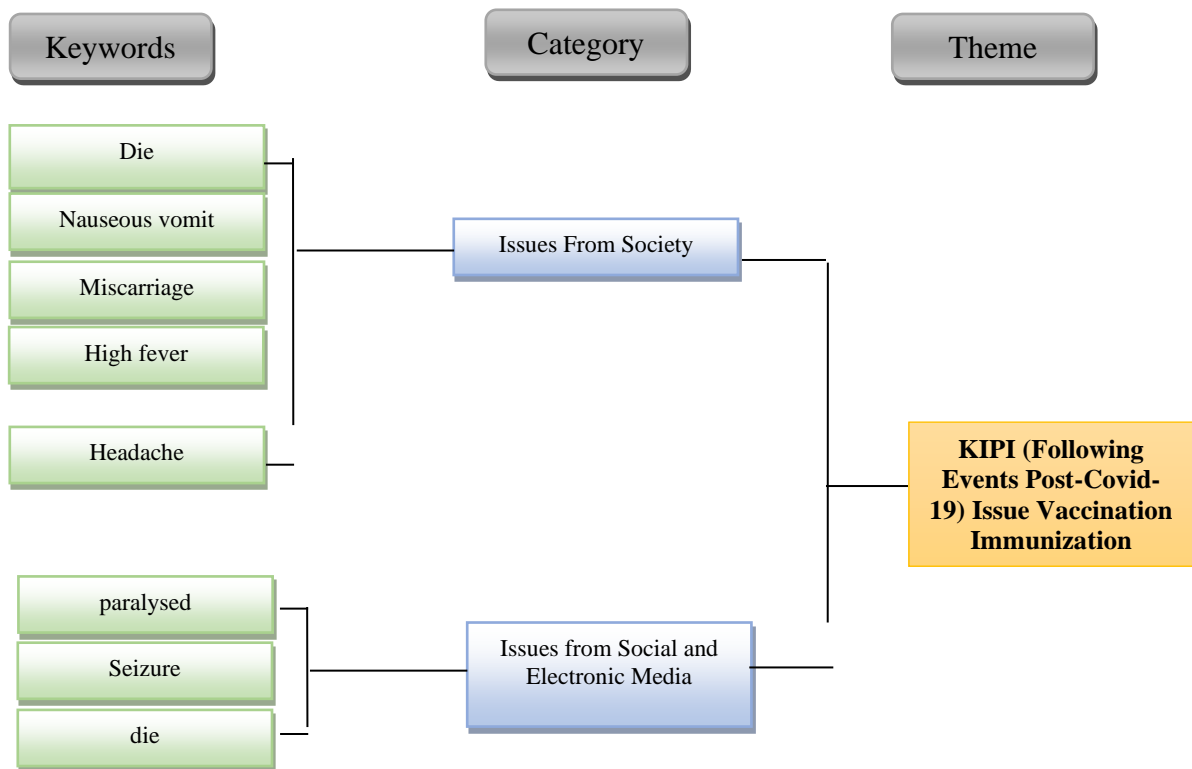 Keywords
Category
Theme
Die
Nauseous vomit
Miscarriage
High fever
Headache
Issues From Society
KIPI (Following
Events Post-Covid-
19) Issue Vaccination
Immunization
paralysed
Seizure
die
Issues from Social and
Electronic Media